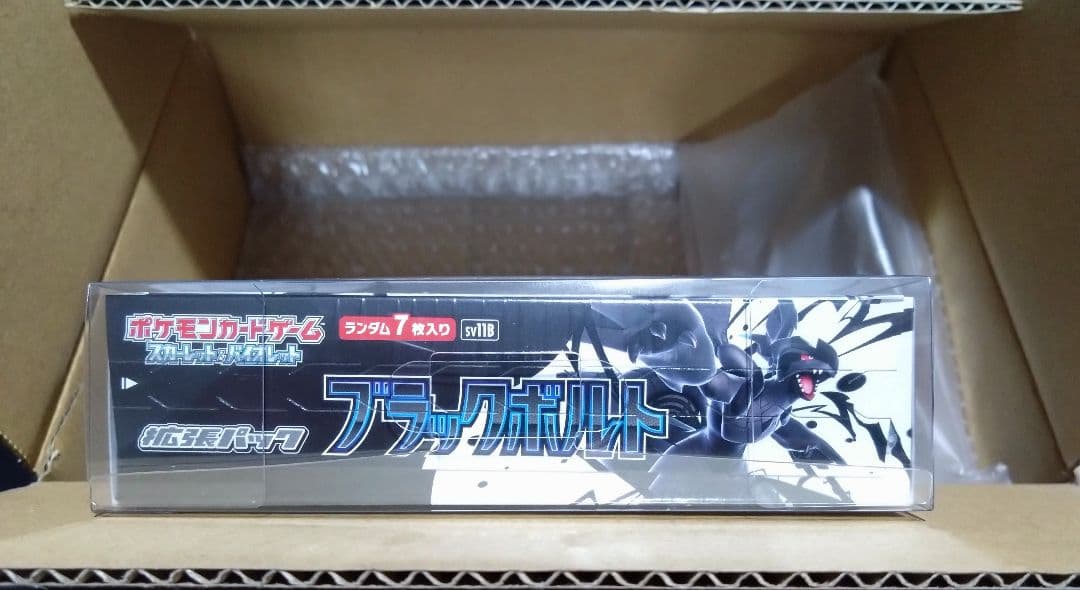 ポケモンカードゲーム
スカーレット&バイオレット
ランダム7枚入り
sv11B
拡張パック
ブラックボルト